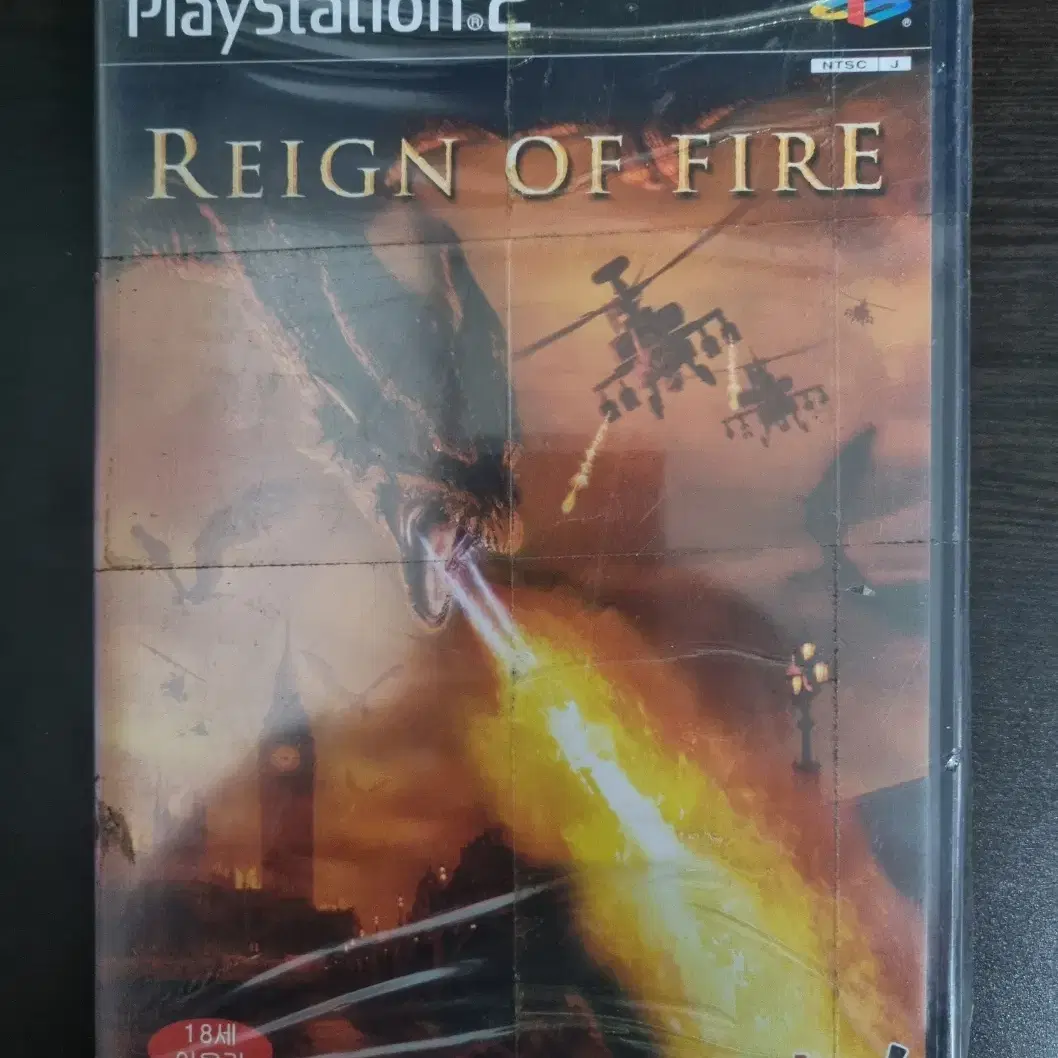 PlayStation®2
®
NTSC J
REIGN OF FIRE
18세